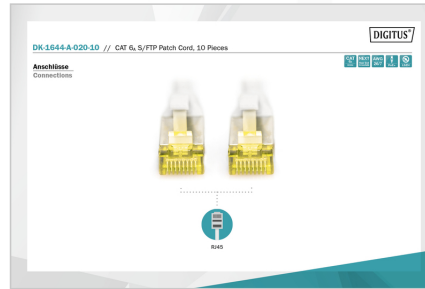 DIGITUS®
DK-1644-A-020-10 // CAT 6A S/FTP Patch Cord, 10 Pieces
Anschlüsse
Connections
RJ45